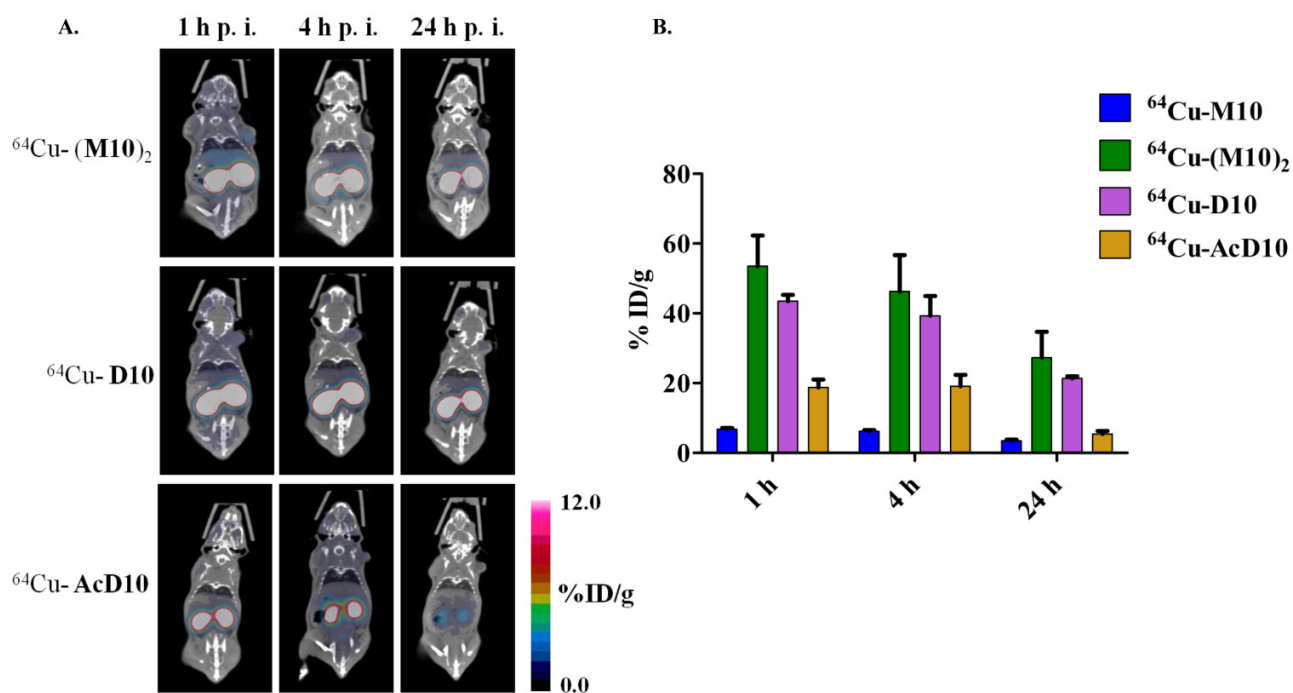 A.
1 h p. i. 4 h p. i. 24 h p. i.
⁶⁴Cu- (M10)₂
⁶⁴Cu- D10
⁶⁴Cu- AcD10
12.0
%ID/g
0.0
B.
⁶⁴Cu-M10
⁶⁴Cu-(M10)₂
⁶⁴Cu-D10
⁶⁴Cu-AcD10
% ID/g
80
60
40
20
0
1 h 4 h 24 h